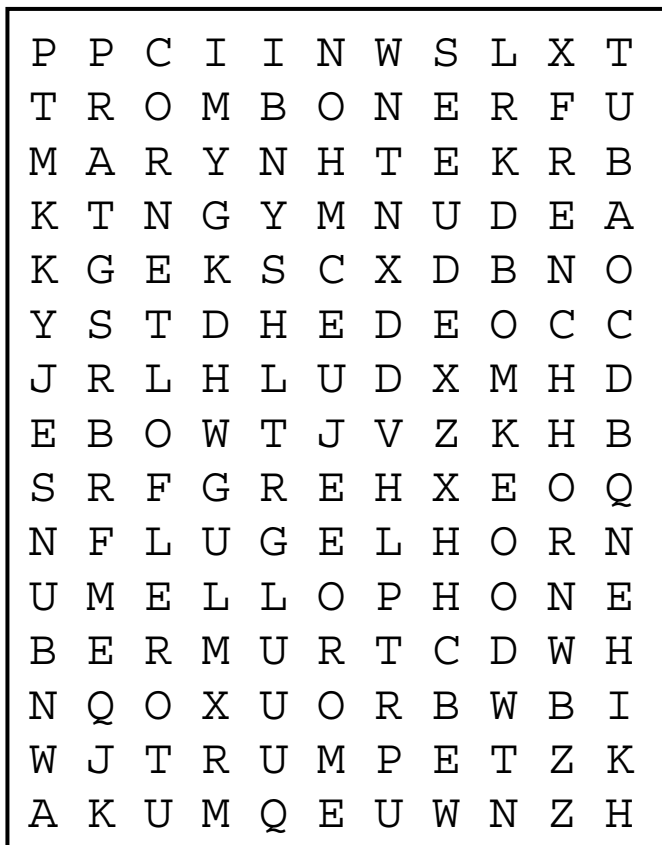 P P C I I N W S L X T
T R O M B O N E R F U
M A R Y N H T E K R B
K T N G Y M N U D E A
K G E K S C X D B N O
Y S T D H E D E O C C
J R L H L U D X M H D
E B O W T J V Z K H B
S R F G R E H X E O Q
N F L U G E L H O R N
U M E L L O P H O N E
B E R M U R T C D W H
N Q O X U O R B W B I
W J T R U M P E T Z K
A K U M Q E U W N Z H